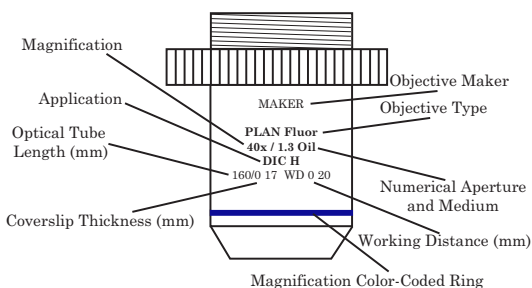 Magnification
Application
Optical Tube
Length (mm)
Coverslip Thickness (mm)
MAKER
PLAN Fluor
40x / 1.3 Oil
DIC H
160/0 17 WD 0 20
Objective Maker
Objective Type
Numerical Aperture
and Medium
Working Distance (mm)
Magnification Color-Coded Ring